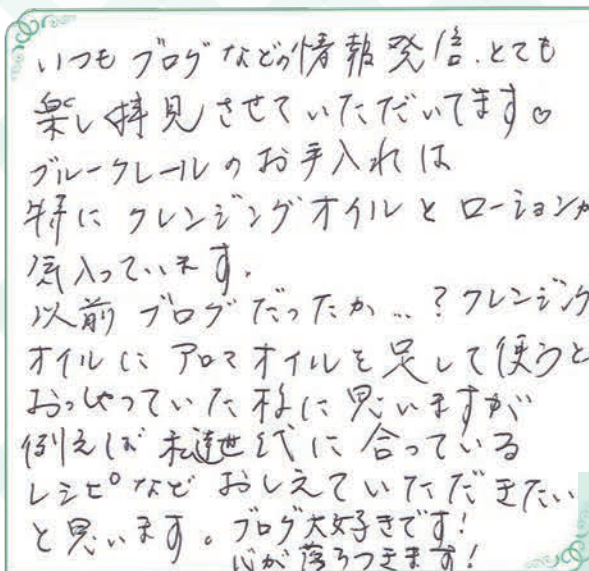 いつもブログなどの情報発信、とても
楽し拝見させていただいてます♡
ブルークレールのお手入れは
特にクレンジングオイルとローションが
気入っています。
以前ブログだったか…？クレンジング
オイルにアロマオイルを足して使うと
おっしゃっていた様に思いますが
例えば私達世代に合っている
レシピなどおしえていただきたい
と思います。ブログ大好きです！
心が落ちつきます！